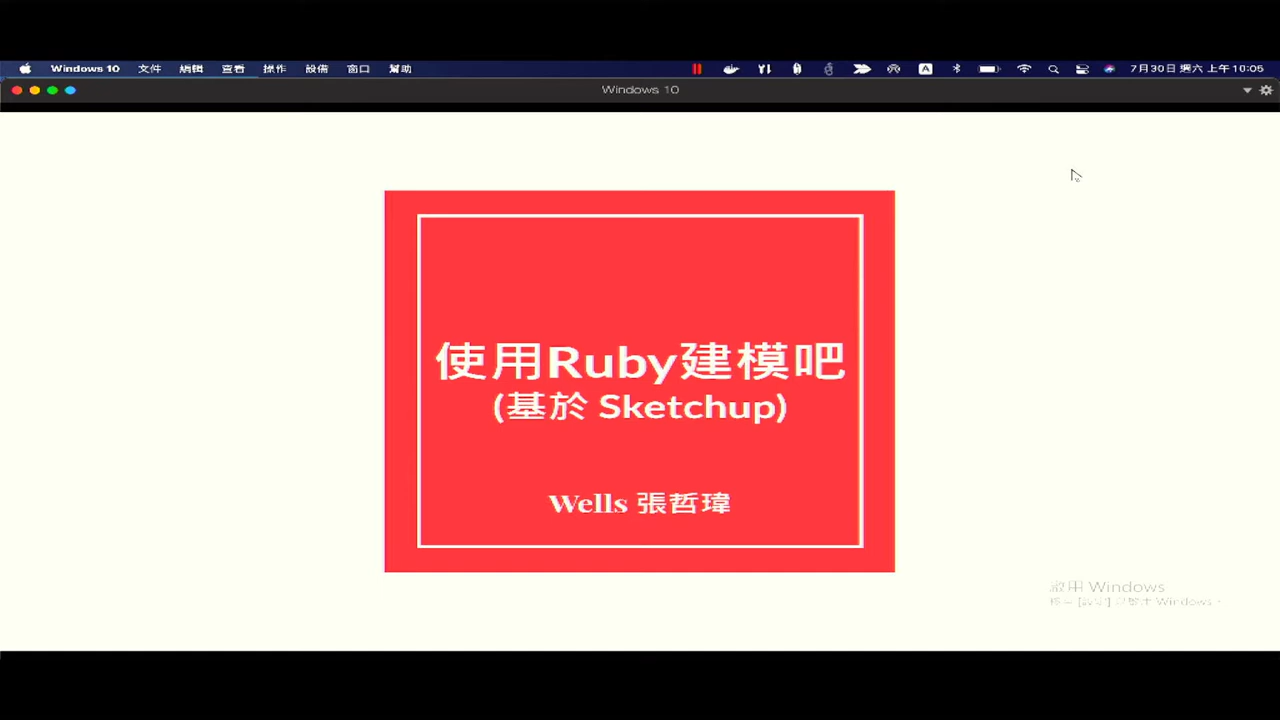 Windows 10 文件 編輯 查看 操作 設備 窗口 幫助 A 7月30日 週六 上午 10:05
Windows 10
使用Ruby建模吧
(基於 Sketchup)
Wells 張哲瑋
啟用 Windows